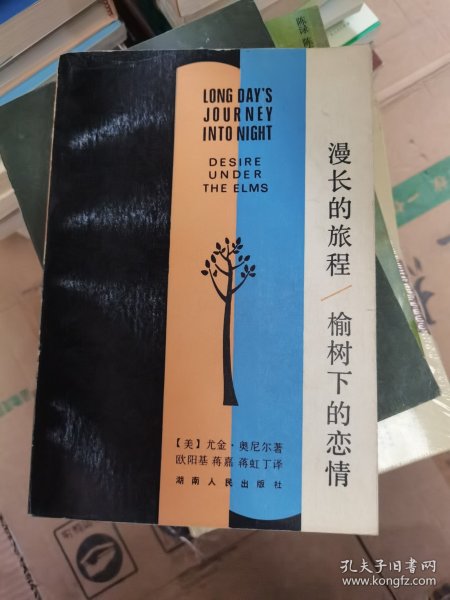 LONG DAY'S
JOURNEY
INTO NIGHT
DESIRE
UNDER
THE ELMS
漫长的旅程/榆树下的恋情
【美】尤金·奥尼尔著
欧阳基 蒋嘉 蒋虹丁译
湖南人民出版社
孔夫子旧书网
www.kongfz.com